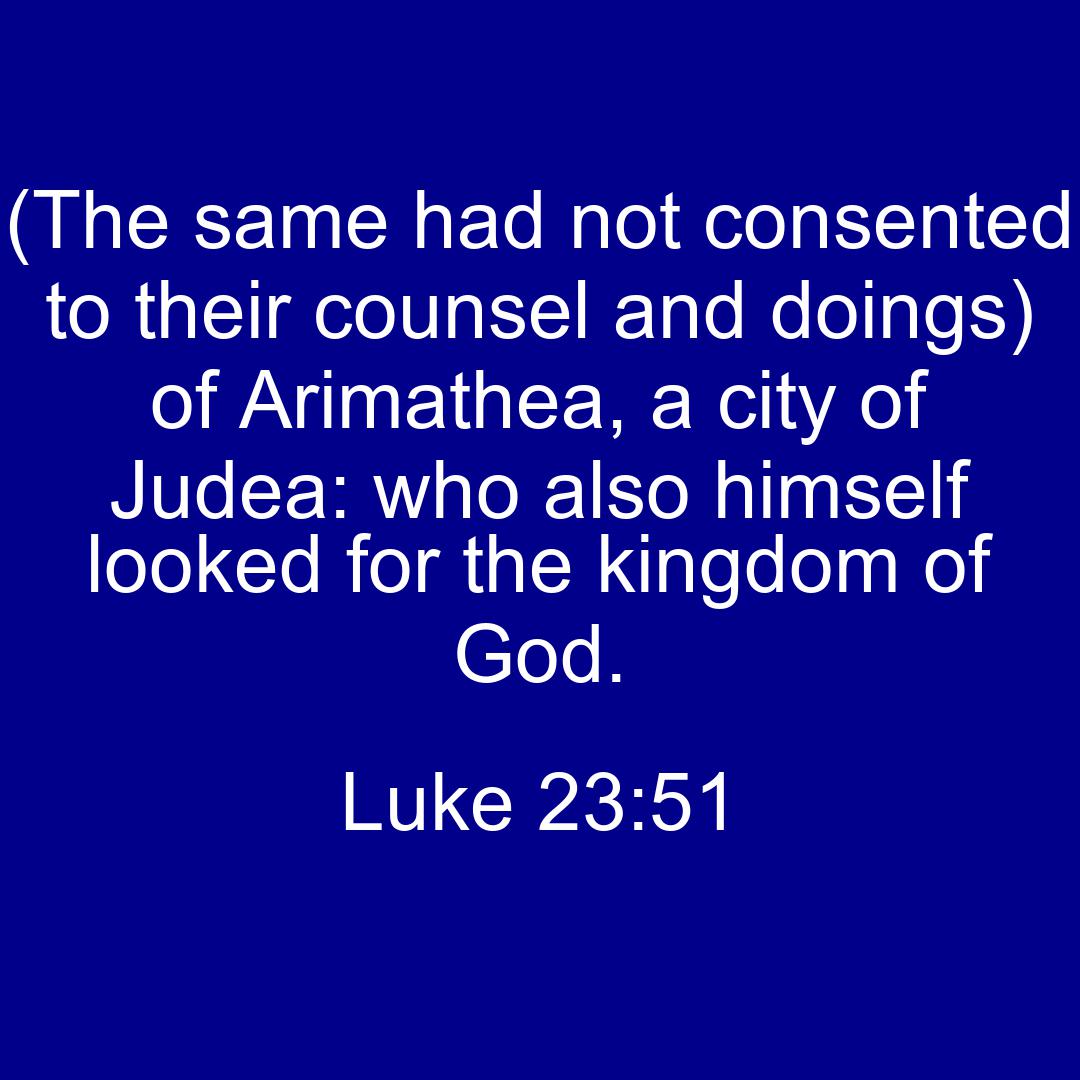 (The same had not consented
to their counsel and doings)
of Arimathea, a city of
Judea: who also himself
looked for the kingdom of
God.
Luke 23:51